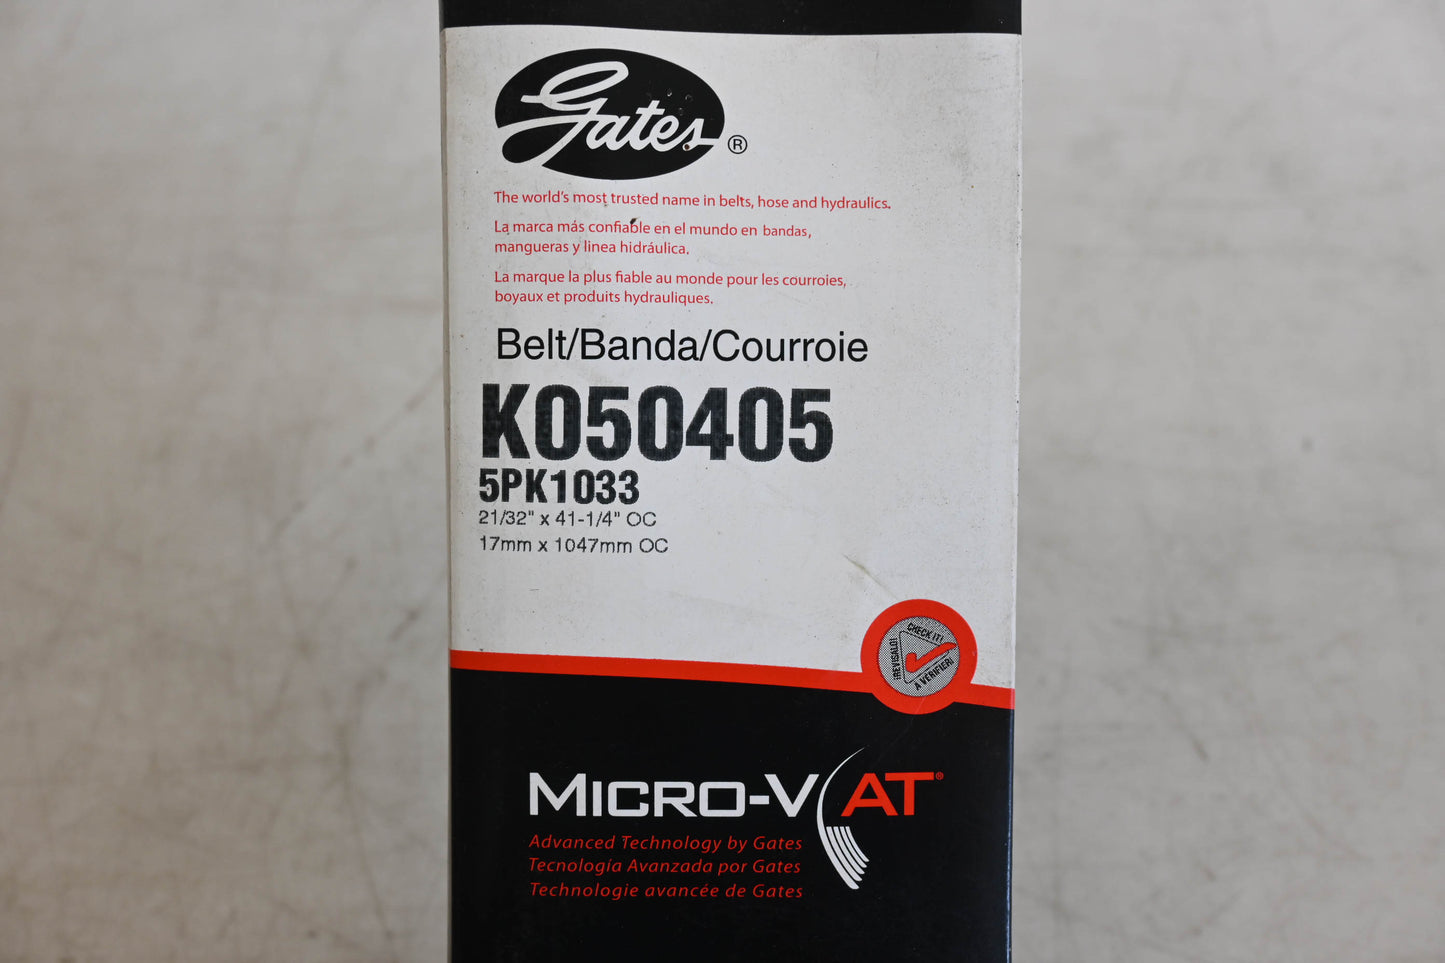 Gates®
The world's most trusted name in belts, hose and hydraulics.
La marca más confiable en el mundo en bandas,
mangueras y linea hidráulica.
La marque la plus fiable au monde pour les courroies,
boyaux et produits hydrauliques.
Belt/Banda/Courroie
K050405
5PK1033
21/32" x 41-1/4" OC
17mm x 1047mm OC
CHECK IT!
¡REVISALO!
A VÉRIFIER!
MICRO-V AT®
Advanced Technology by Gates
Tecnología Avanzada por Gates
Technologie avancée de Gates